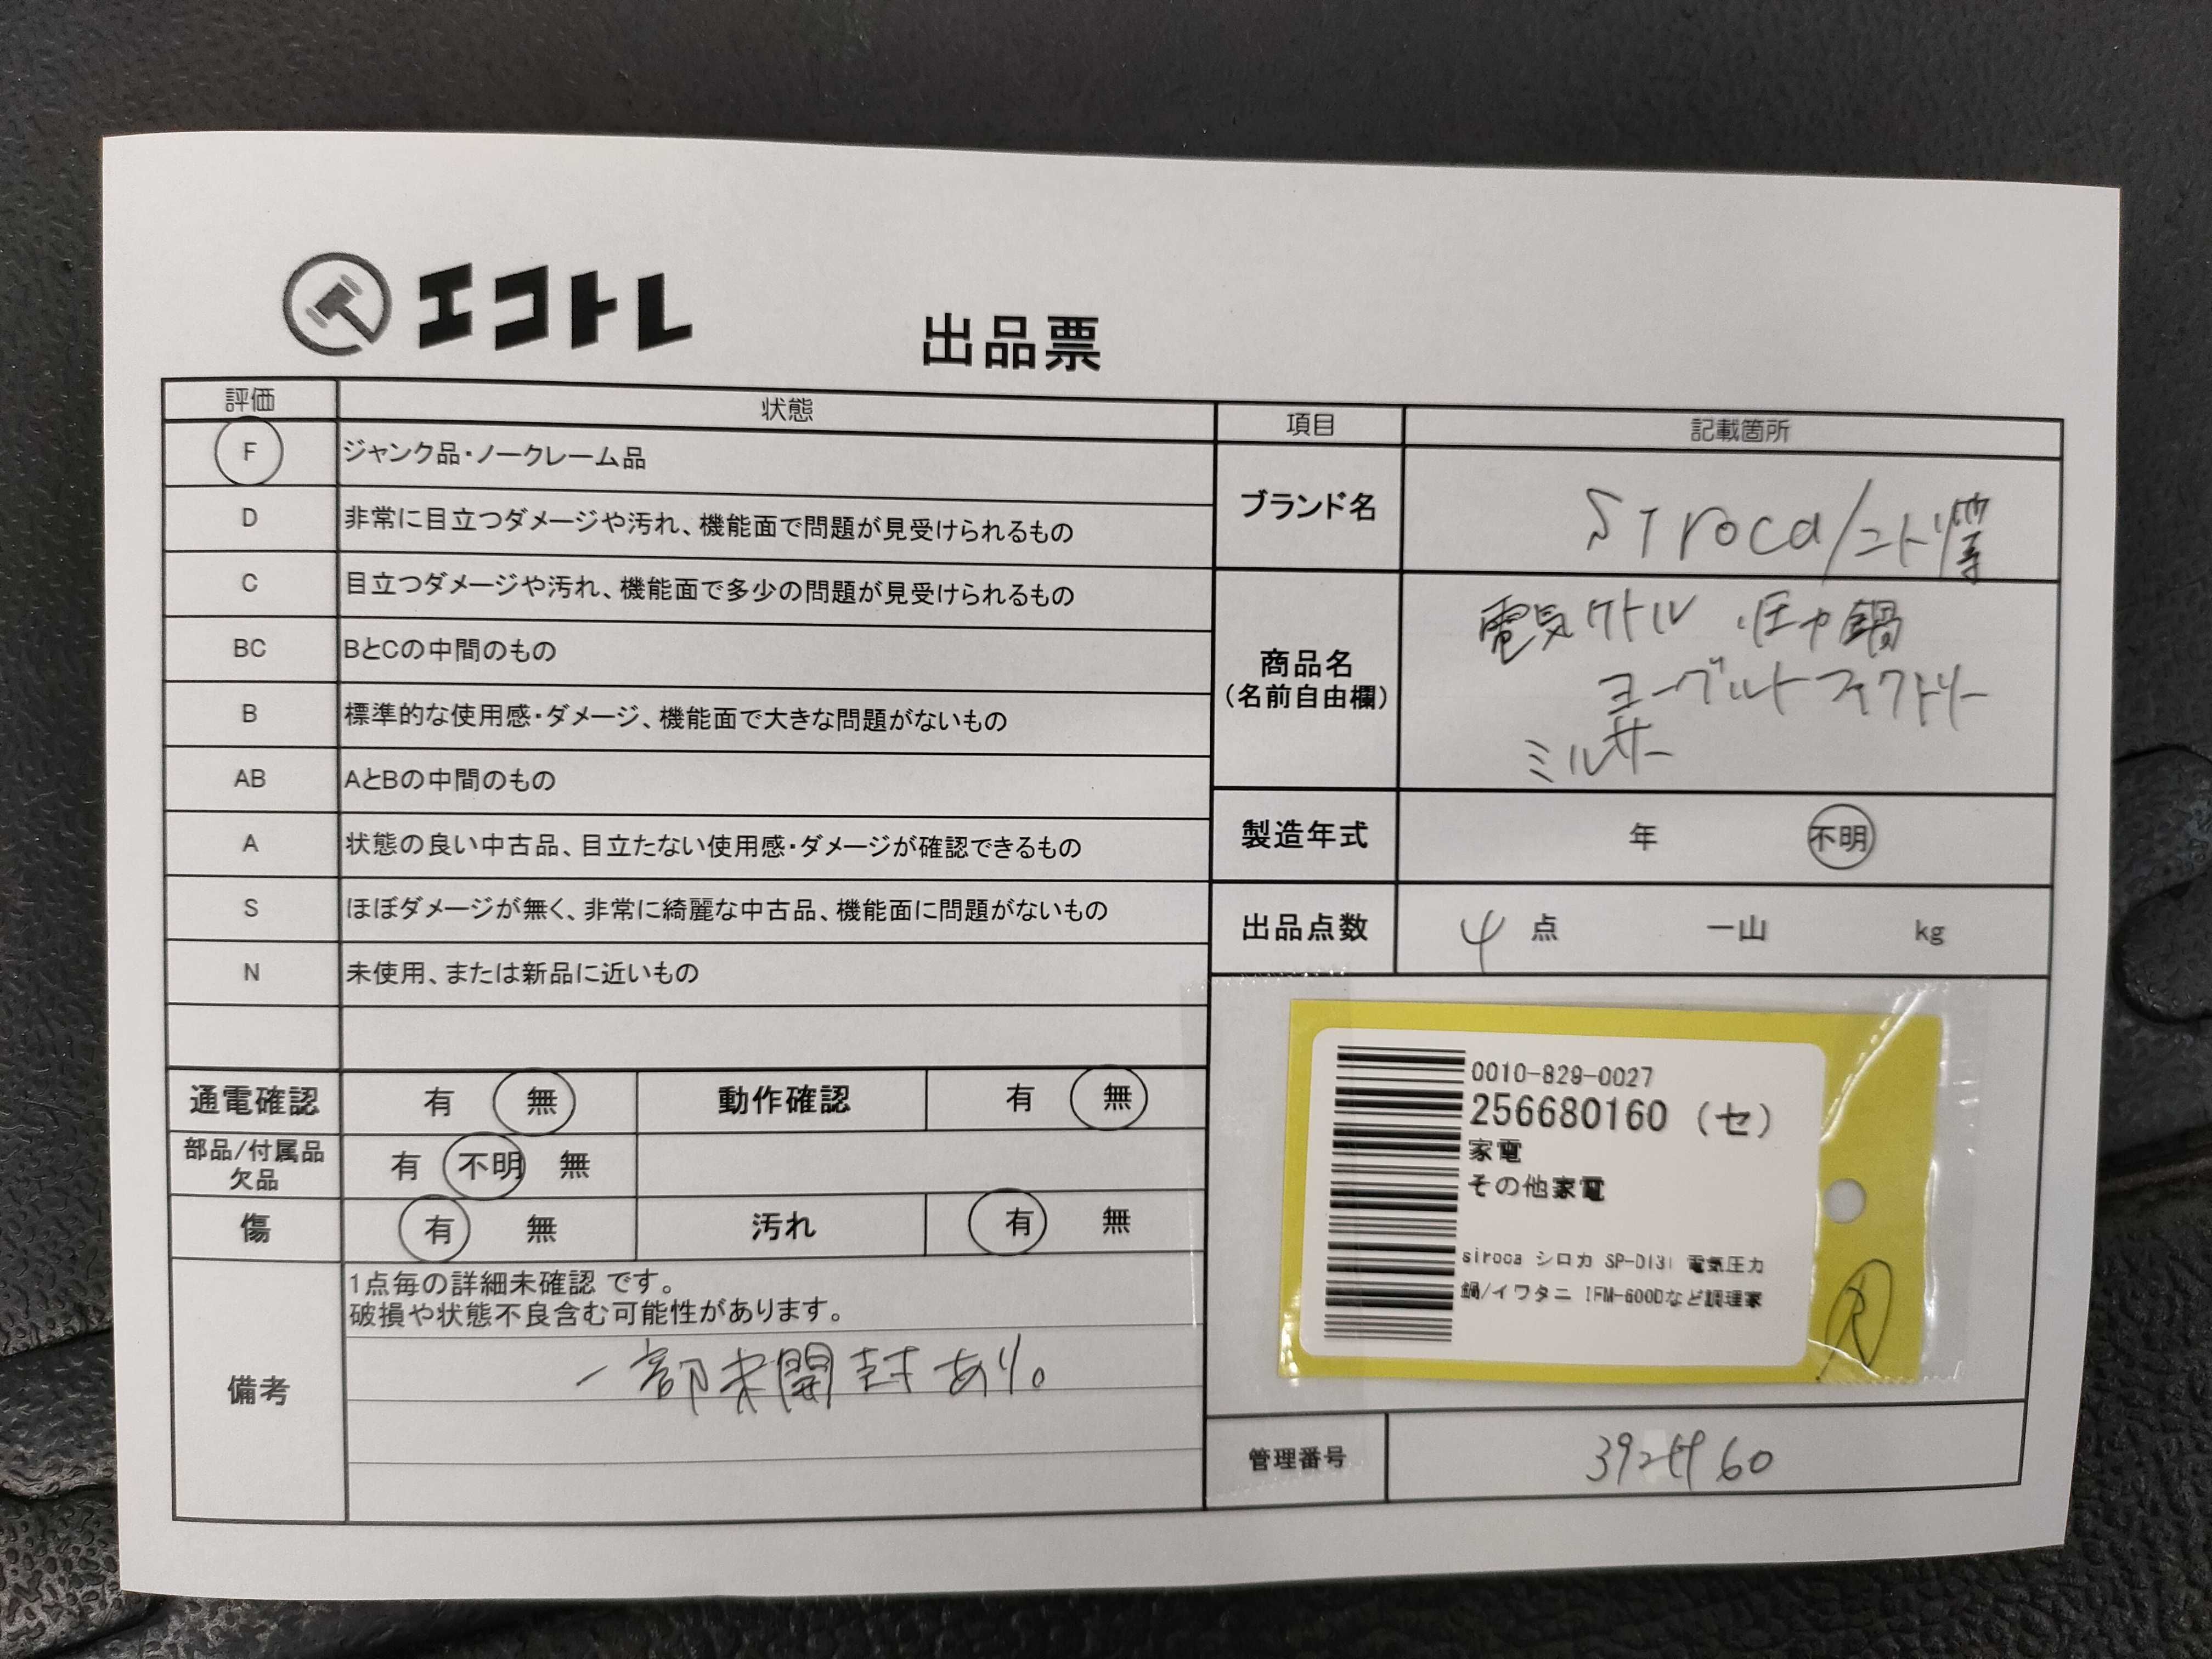 エコトレ
出品票
評価 状態
F ジャンク品・ノークレーム品
D 非常に目立つダメージや汚れ、機能面で問題が見受けられるもの
C 目立つダメージや汚れ、機能面で多少の問題が見受けられるもの
BC BとCの中間のもの
B 標準的な使用感・ダメージ、機能面で大きな問題がないもの
AB AとBの中間のもの
A 状態の良い中古品、目立たない使用感・ダメージが確認できるもの
S ほぼダメージが無く、非常に綺麗な中古品、機能面に問題がないもの
N 未使用、または新品に近いもの
通電確認 有 無 動作確認 有 無
部品/付属品
欠品 有 不明 無
傷 有 無 汚れ 有 無
備考
1点毎の詳細未確認 です。
破損や状態不良含む可能性があります。
一部未開封あり。
項目 記載箇所
ブランド名 siroca/ニトリ等
商品名
(名前自由欄)
電気ケトル 圧力鍋
ヨーグルトファクトリー
ミルサー
製造年式 年 不明
出品点数 4 点 一山 kg
0010-829-0027
256680160 (セ)
家電
その他家電
siroca シロカ SP-D131 電気圧力
鍋/イワタニ IFM-600Dなど調理家
管理番号